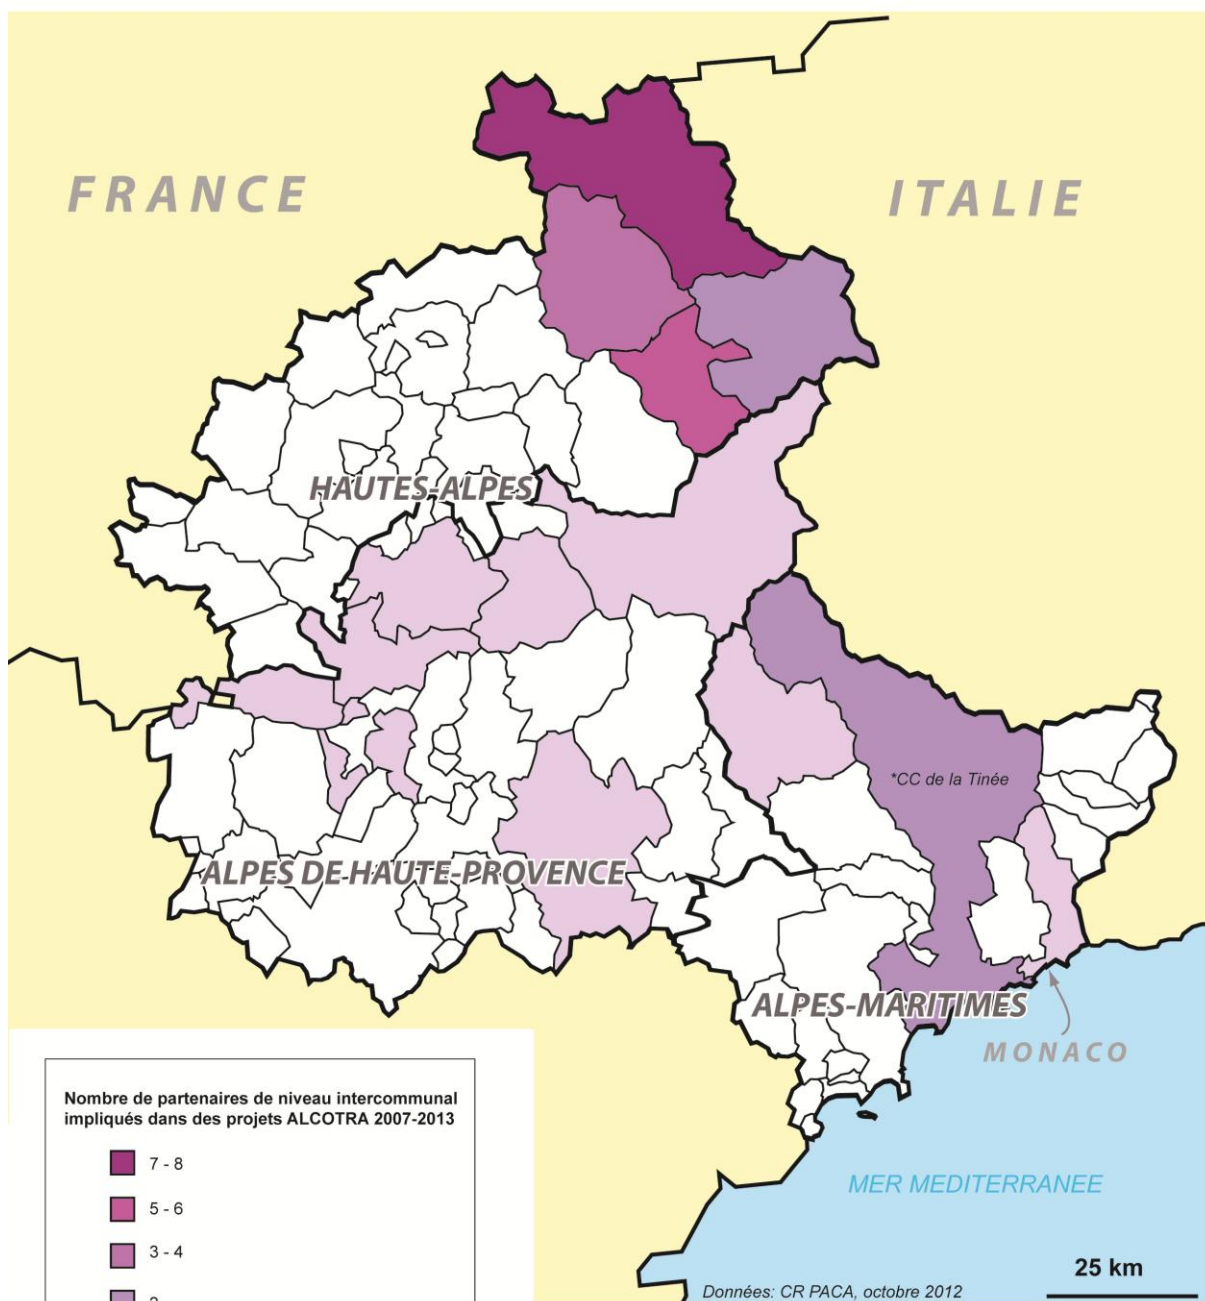 FRANCE
ITALIE
HAUTES-ALPES
*CC de la Tinée
ALPES DE HAUTE-PROVENCE
ALPES-MARITIMES
MONACO
Nombre de partenaires de niveau intercommunal
impliqués dans des projets ALCOTRA 2007-2013
7 - 8
5 - 6
3 - 4
MER MEDITERRANEE
25 km
Données: CR PACA, octobre 2012